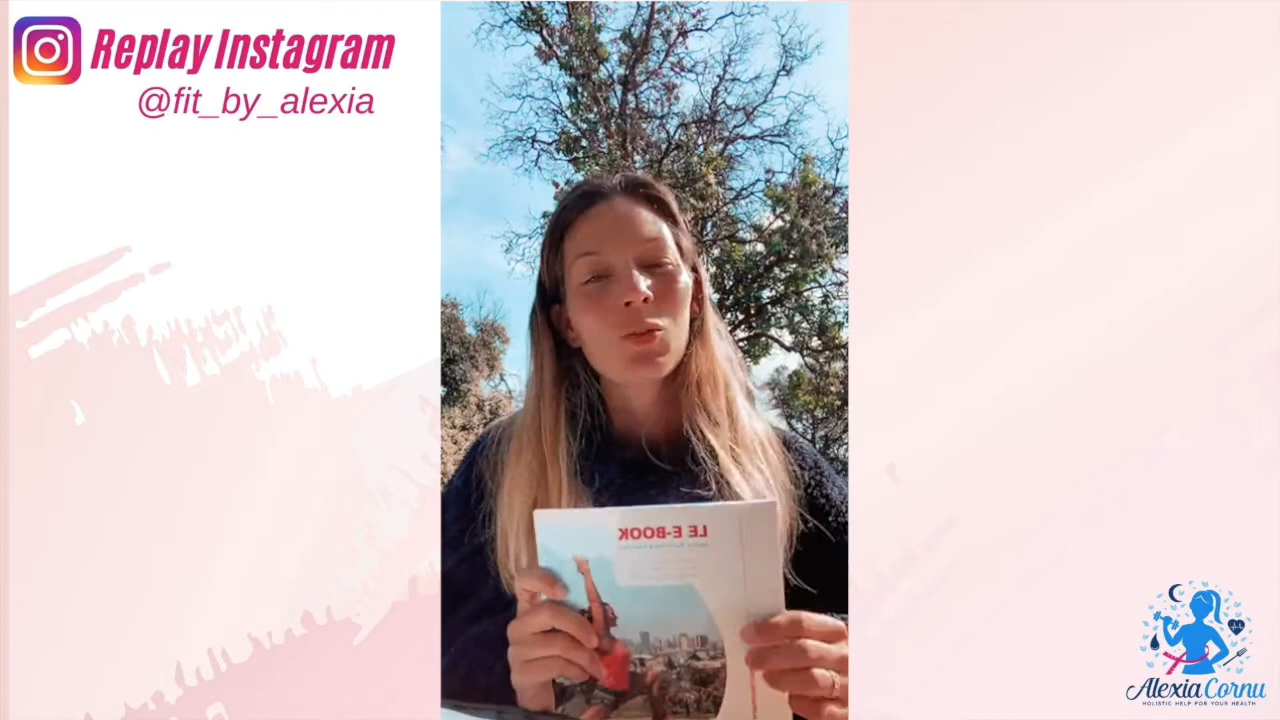 Replay Instagram
@fit_by_alexia
LE E-BOOK
Alexia Cornu
HOLISTIC HELP FOR YOUR HEALTH